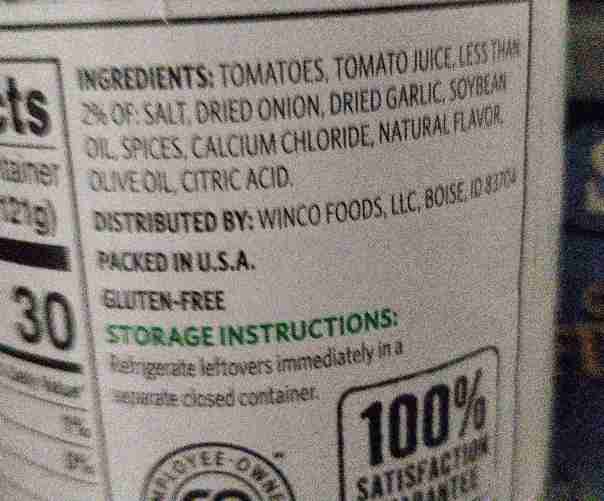 INGREDIENTS: TOMATOES, TOMATO JUICE, LESS THAN
2% OF: SALT, DRIED ONION, DRIED GARLIC, SOYBEAN
OIL, SPICES, CALCIUM CHLORIDE, NATURAL FLAVOR,
OLIVE OIL, CITRIC ACID.
DISTRIBUTED BY: WINCO FOODS, LLC, BOISE, ID 83704
PACKED IN U.S.A.
GLUTEN-FREE
STORAGE INSTRUCTIONS:
Refrigerate leftovers immediately in a
separate closed container.
cts
tainer
121g)
30
100%
SATISFACTION
PLOYEE-OWNE